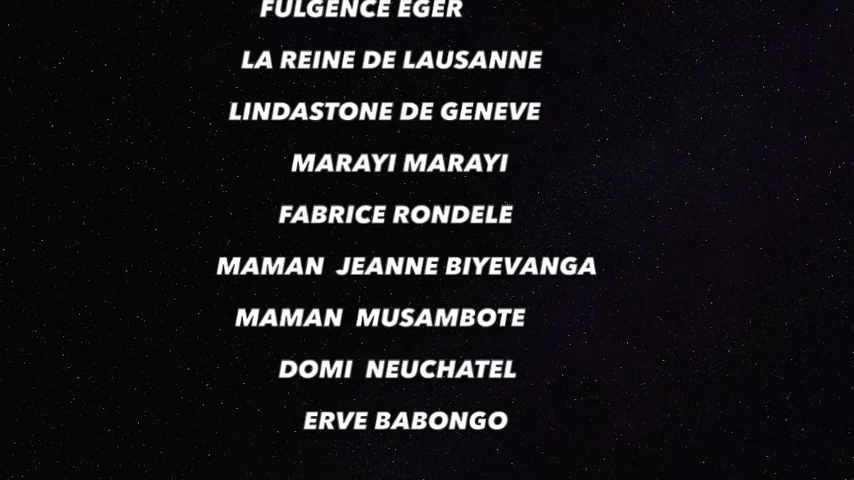 FULGENCE EGER
LA REINE DE LAUSANNE
LINDASTONE DE GENEVE
MARAYI MARAYI
FABRICE RONDELE
MAMAN JEANNE BIYEVANGA
MAMAN MUSAMBOTE
DOMI NEUCHATEL
ERVE BABONGO